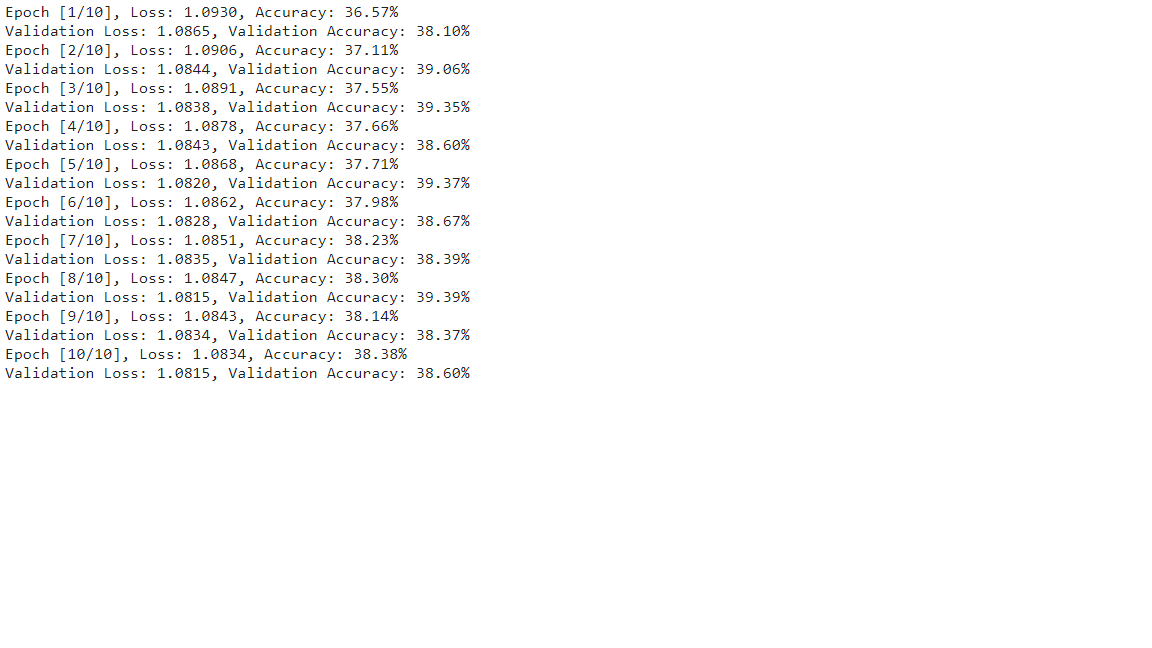 Epoch [1/10], Loss: 1.0930, Accuracy: 36.57%
Validation Loss: 1.0865, Validation Accuracy: 38.10%
Epoch [2/10], Loss: 1.0906, Accuracy: 37.11%
Validation Loss: 1.0844, Validation Accuracy: 39.06%
Epoch [3/10], Loss: 1.0891, Accuracy: 37.55%
Validation Loss: 1.0838, Validation Accuracy: 39.35%
Epoch [4/10], Loss: 1.0878, Accuracy: 37.66%
Validation Loss: 1.0843, Validation Accuracy: 38.60%
Epoch [5/10], Loss: 1.0868, Accuracy: 37.71%
Validation Loss: 1.0820, Validation Accuracy: 39.37%
Epoch [6/10], Loss: 1.0862, Accuracy: 37.98%
Validation Loss: 1.0828, Validation Accuracy: 38.67%
Epoch [7/10], Loss: 1.0851, Accuracy: 38.23%
Validation Loss: 1.0835, Validation Accuracy: 38.39%
Epoch [8/10], Loss: 1.0847, Accuracy: 38.30%
Validation Loss: 1.0815, Validation Accuracy: 39.39%
Epoch [9/10], Loss: 1.0843, Accuracy: 38.14%
Validation Loss: 1.0834, Validation Accuracy: 38.37%
Epoch [10/10], Loss: 1.0834, Accuracy: 38.38%
Validation Loss: 1.0815, Validation Accuracy: 38.60%